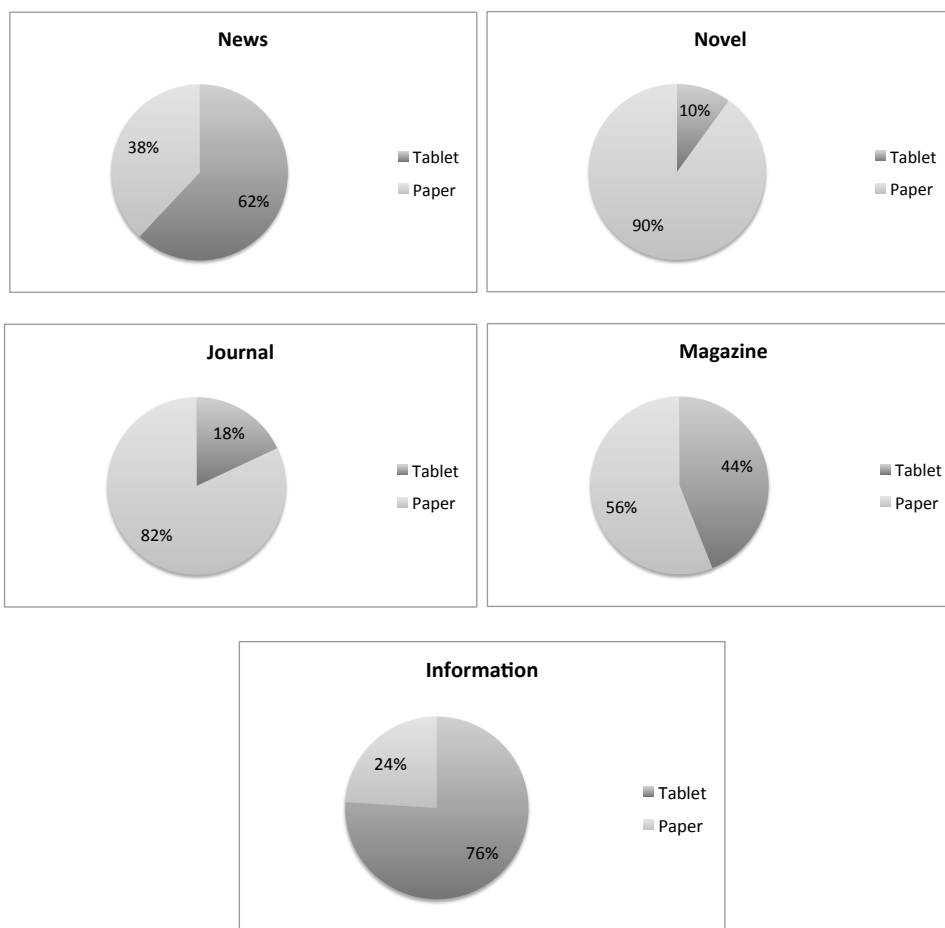 News
38%
62%
Tablet
Paper
Novel
10%
90%
Tablet
Paper
Journal
18%
82%
Tablet
Paper
Magazine
44%
56%
Tablet
Paper
Information
24%
76%
Tablet
Paper